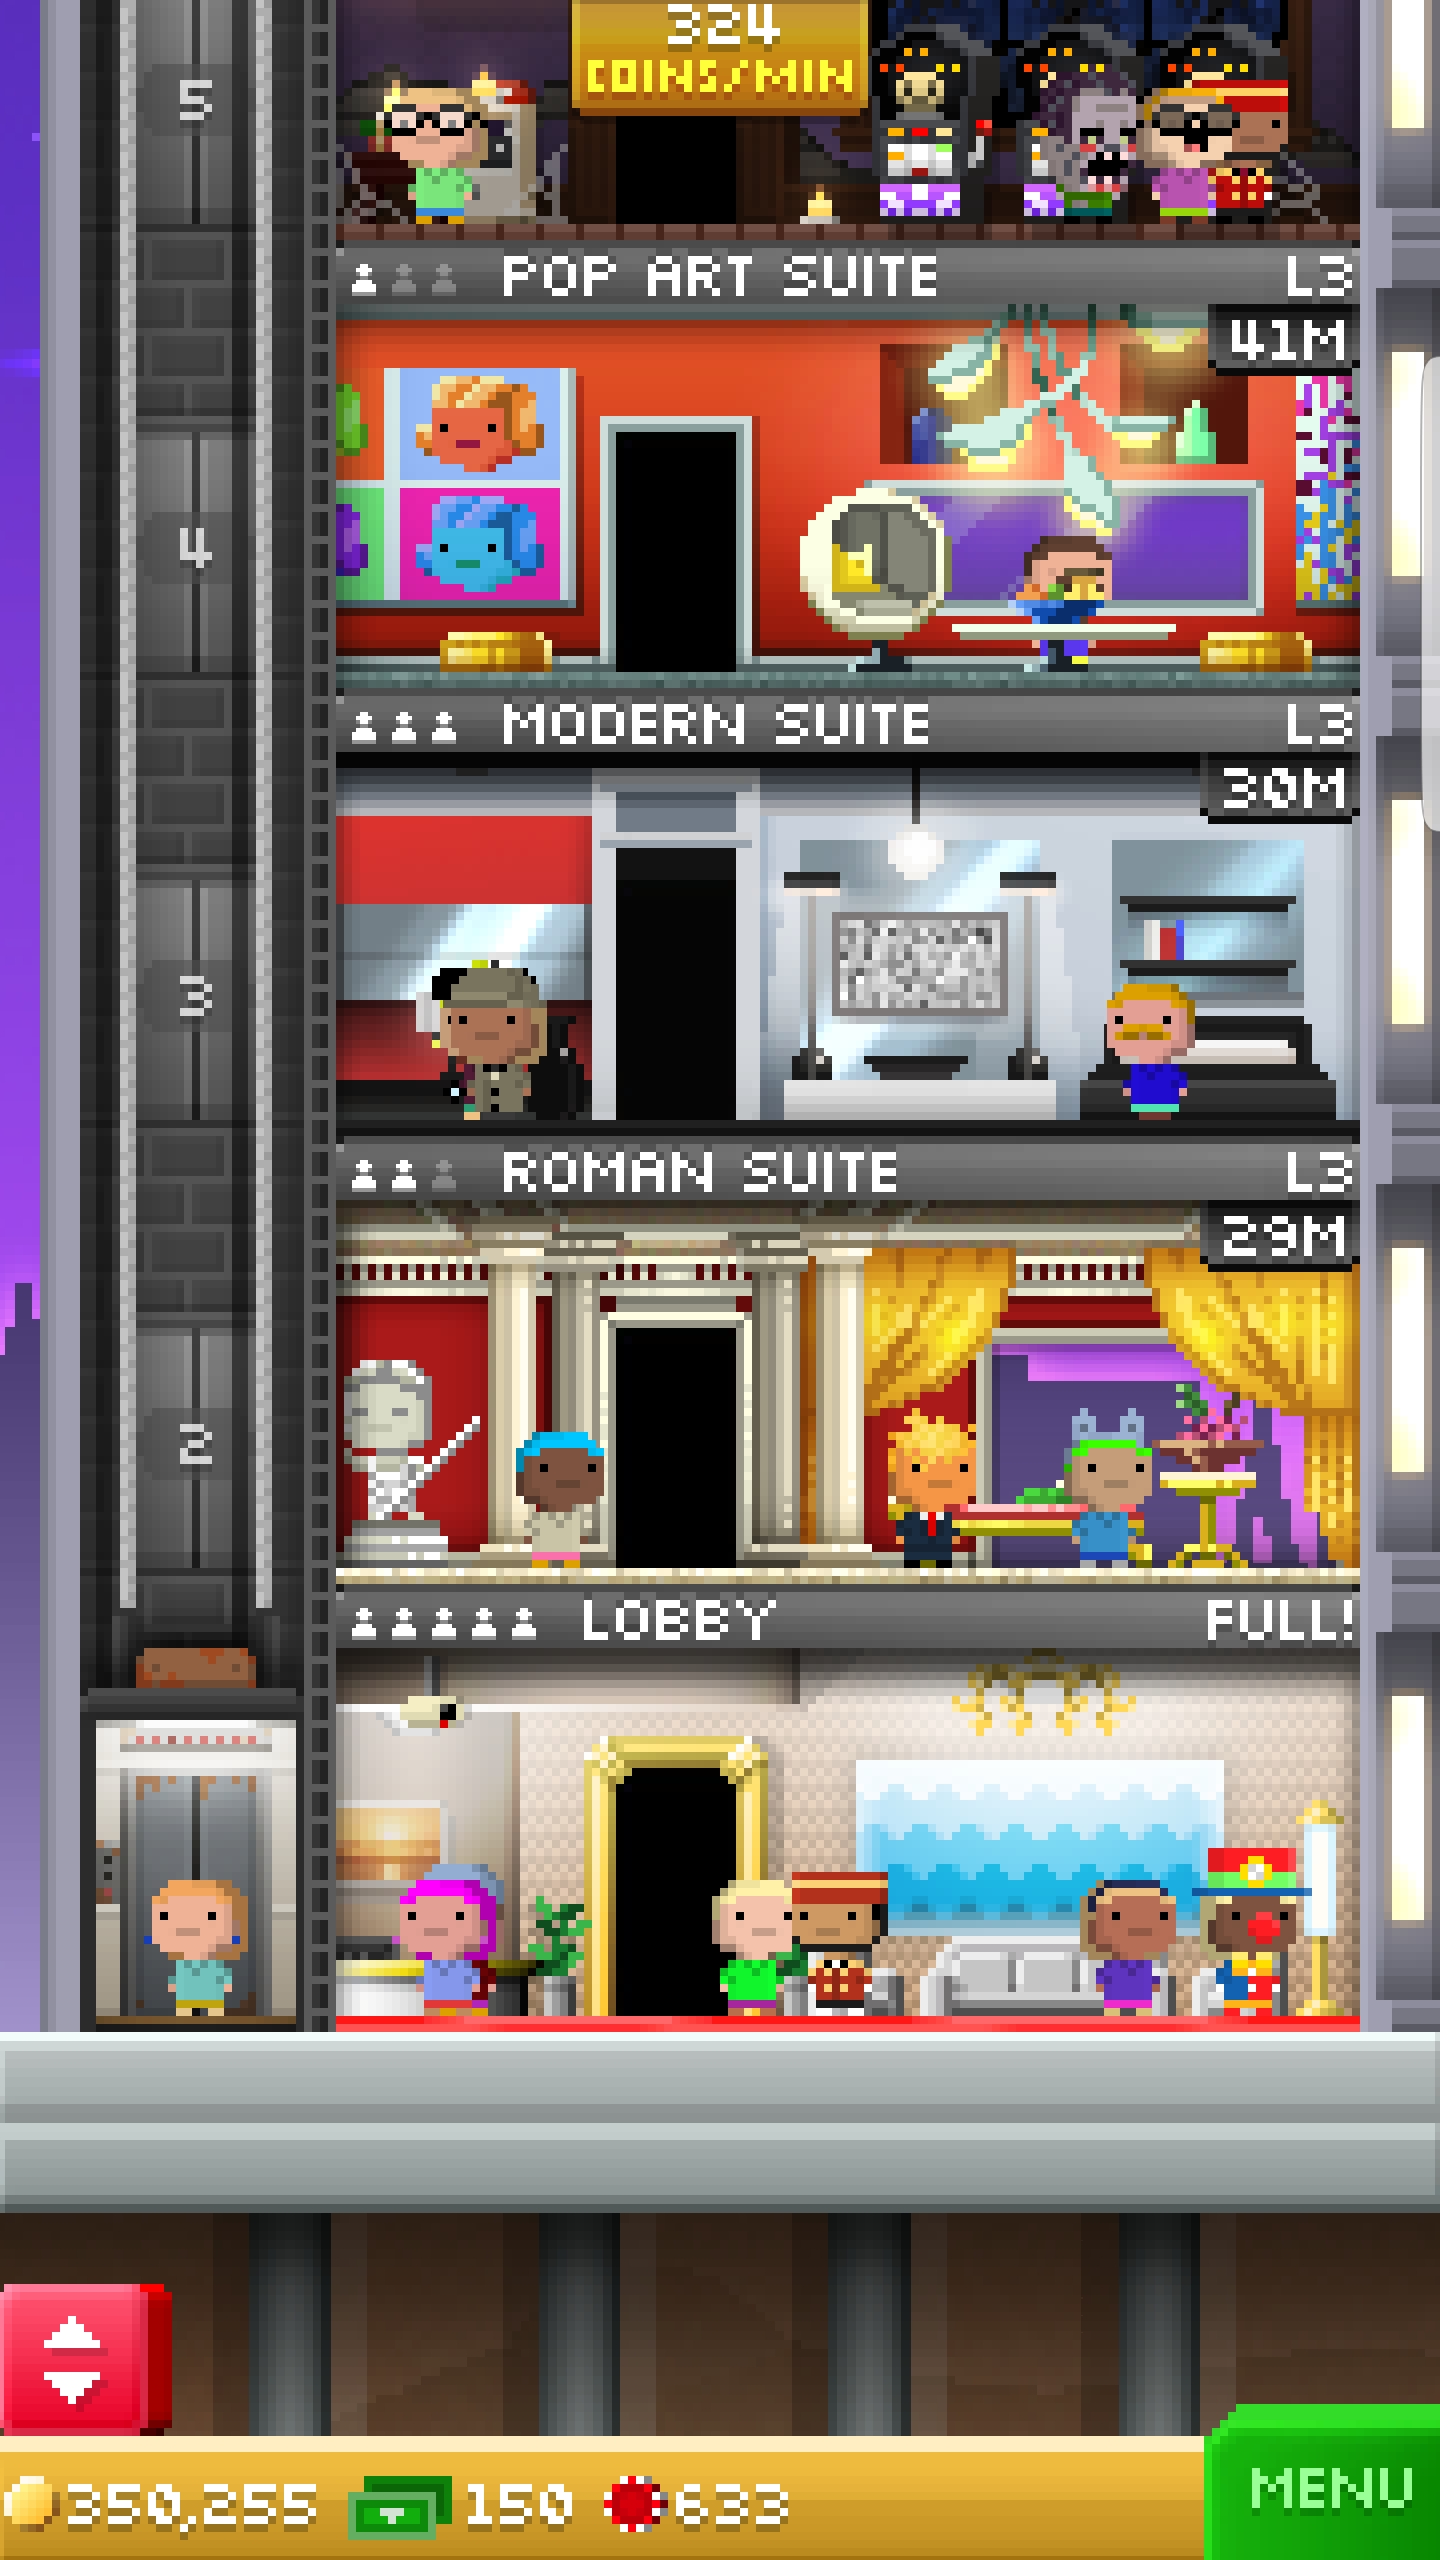 324
COINS/MIN
5
POP ART SUITE L3
41M
4
MODERN SUITE L3
30M
3
ROMAN SUITE L3
29M
2
LOBBY FULL!
350,255 150 633
MENU